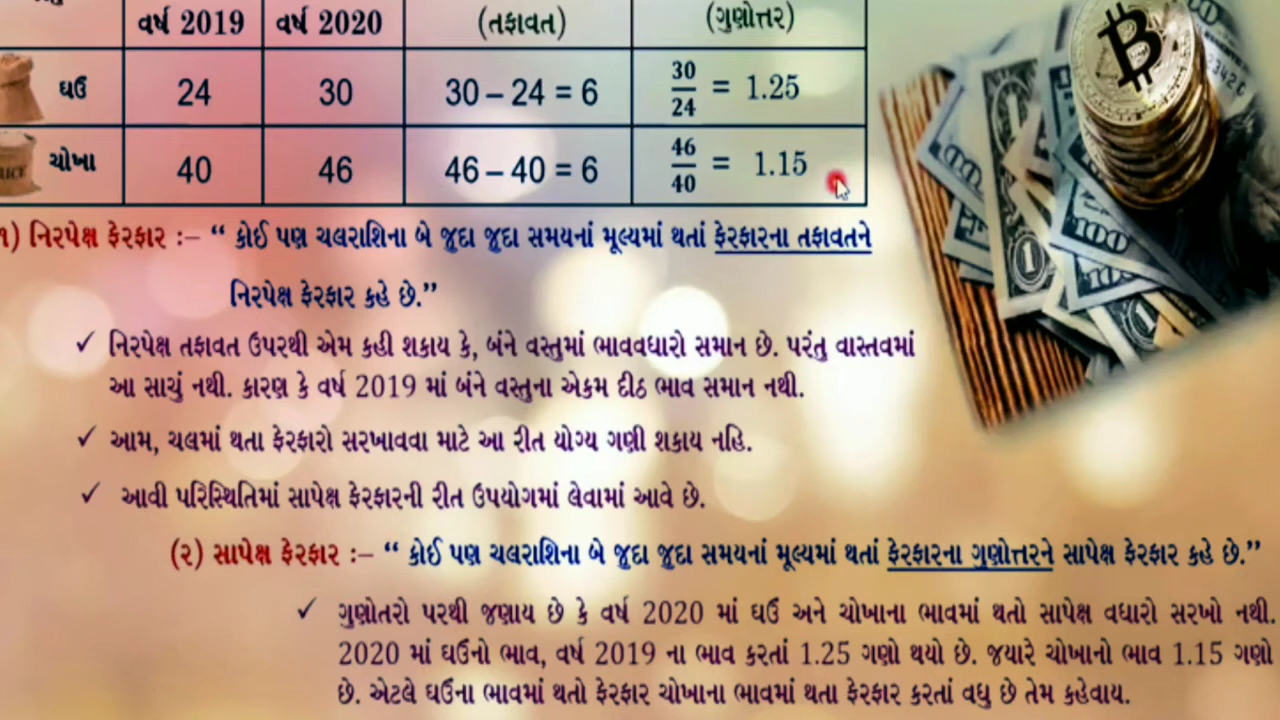 વર્ષ 2019 વર્ષ 2020 (તફાવત) (ગુણોત્તર)
ઘઉં 24 30 30 – 24 = 6 30/24 = 1.25
ચોખા 40 46 46 – 40 = 6 46/40 = 1.15
૧) નિરપેક્ષ ફેરફાર :– “ કોઈ પણ ચલરાશિના બે જુદા જુદા સમયનાં મૂલ્યમાં થતાં ફેરફારના તફાવતને
નિરપેક્ષ ફેરફાર કહે છે.”
✓ નિરપેક્ષ તફાવત ઉપરથી એમ કહી શકાય કે, બંને વસ્તુમાં ભાવવધારો સમાન છે. પરંતુ વાસ્તવમાં
આ સાચું નથી. કારણ કે વર્ષ 2019 માં બંને વસ્તુના એકમ દીઠ ભાવ સમાન નથી.
✓ આમ, ચલમાં થતા ફેરફારો સરખાવવા માટે આ રીત યોગ્ય ગણી શકાય નહિ.
✓ આવી પરિસ્થિતિમાં સાપેક્ષ ફેરફારની રીત ઉપયોગમાં લેવામાં આવે છે.
(૨) સાપેક્ષ ફેરફાર :– “ કોઈ પણ ચલરાશિના બે જુદા જુદા સમયનાં મૂલ્યમાં થતાં ફેરફારના ગુણોત્તરને સાપેક્ષ ફેરફાર કહે છે.”
✓ ગુણોતરો પરથી જણાય છે કે વર્ષ 2020 માં ઘઉં અને ચોખાના ભાવમાં થતો સાપેક્ષ વધારો સરખો નથી.
2020 માં ઘઉંનો ભાવ, વર્ષ 2019 ના ભાવ કરતાં 1.25 ગણો થયો છે. જયારે ચોખાનો ભાવ 1.15 ગણો
છે. એટલે ઘઉંના ભાવમાં થતો ફેરફાર ચોખાના ભાવમાં થતા ફેરફાર કરતાં વધુ છે તેમ કહેવાય.